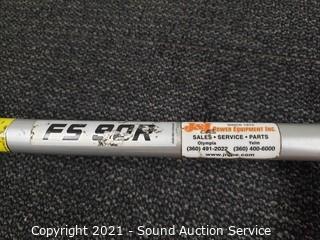 FS 90R
J&I
POWER EQUIPMENT INC.
SALES • SERVICE • PARTS
Olympia Yelm
(360) 491-2022 (360) 400-6000
Copyright 2021 - Sound Auction Service